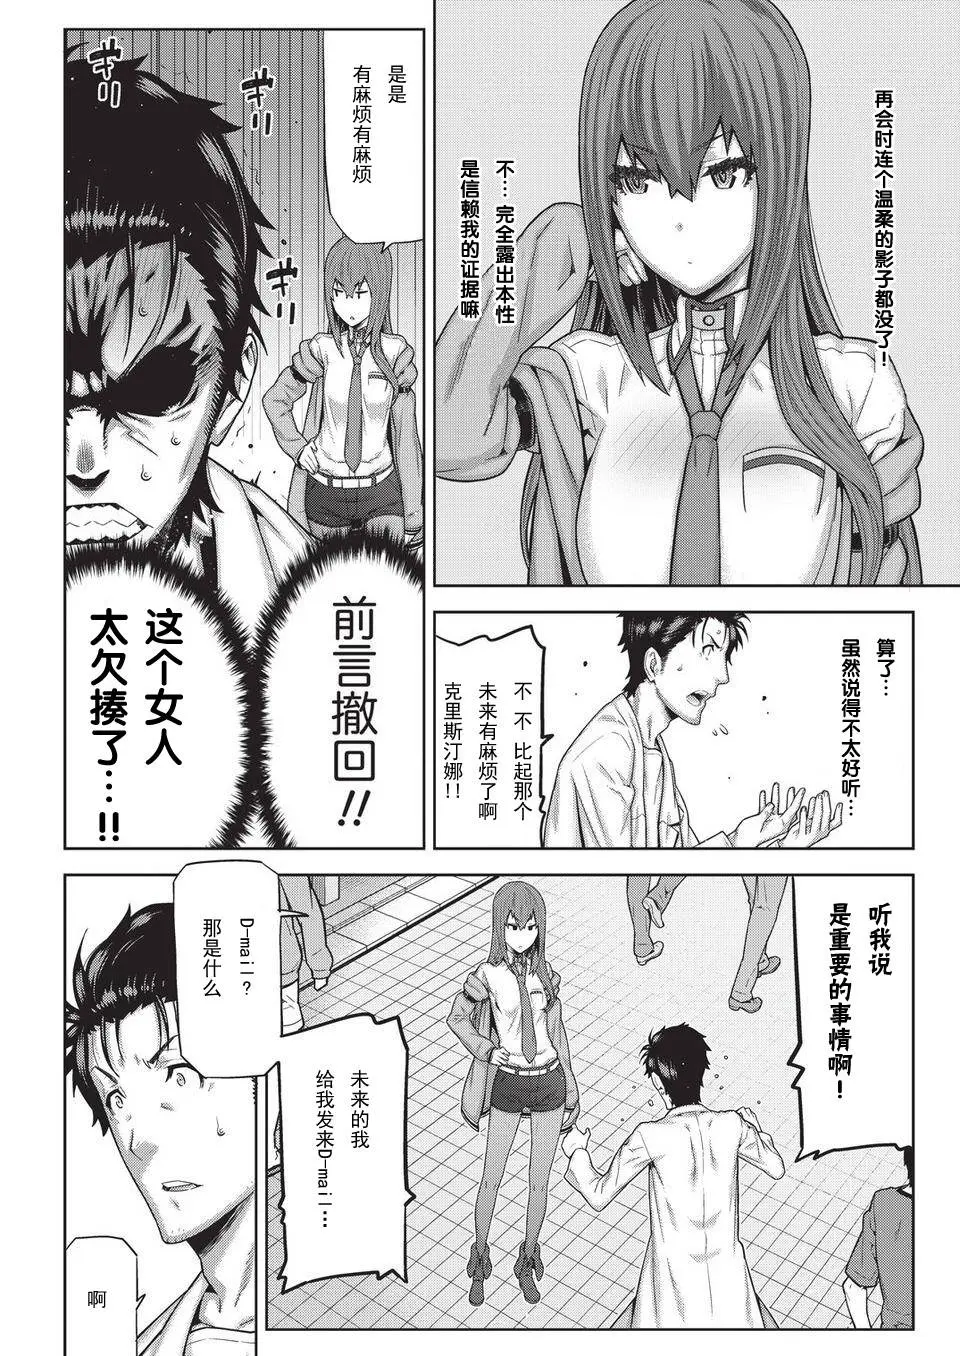 再会时连个温柔的影子都没了!
不…完全露出本性
是信赖我的证据嘛
是是
有麻烦有麻烦
ギリ
ギリ
ギリ
前言撤回!!
这个女人
太欠揍了…!!
算了…
虽然说得不太好听…
不 不 比起那个
未来有麻烦了啊
克里斯汀娜!!
听我说
是重要的事情啊!
未来的我
给我发来D-mail…
D-mail?
那是什么
啊